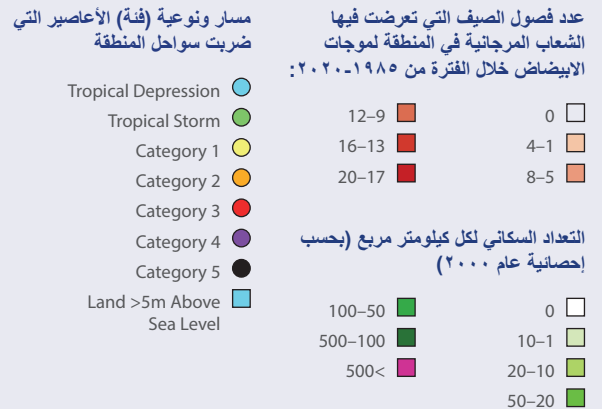 عدد فصول الصيف التي تعرضت فيها
الشعاب المرجانية في المنطقة لموجات
الابيضاض خلال الفترة من ١٩٨٥-٢٠٢٠:
0
4–1
8–5
12–9
16–13
20–17
التعداد السكاني لكل كيلومتر مربع (بحسب
إحصائية عام ٢٠٠٠)
0
10–1
20–10
50–20
100–50
500–100
500<
مسار ونوعية (فئة) الأعاصير التي
ضربت سواحل المنطقة
Tropical Depression
Tropical Storm
Category 1
Category 2
Category 3
Category 4
Category 5
Land >5m Above
Sea Level